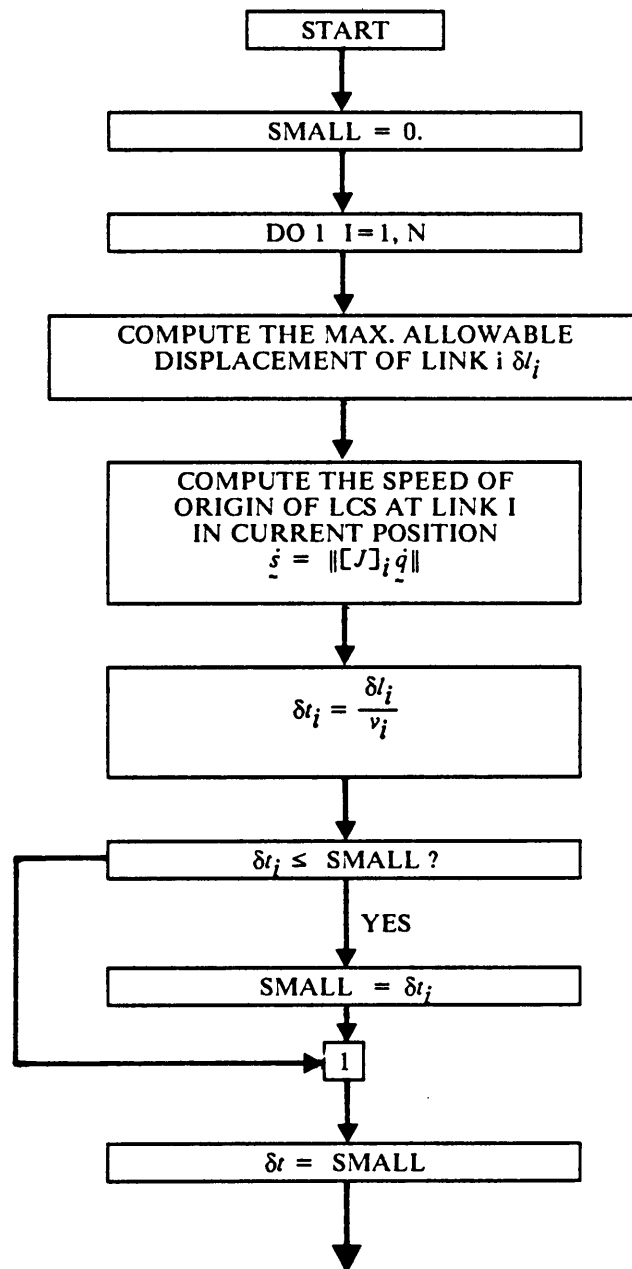 START
SMALL = 0.
DO 1 I = 1, N
COMPUTE THE MAX. ALLOWABLE
DISPLACEMENT OF LINK i δl_i
COMPUTE THE SPEED OF
ORIGIN OF LCS AT LINK I
IN CURRENT POSITION
ṡ = ||[J]_i q̇||
δt_i = δl_i / v_i
δt_i ≤ SMALL ?
YES
SMALL = δt_i
1
δt = SMALL